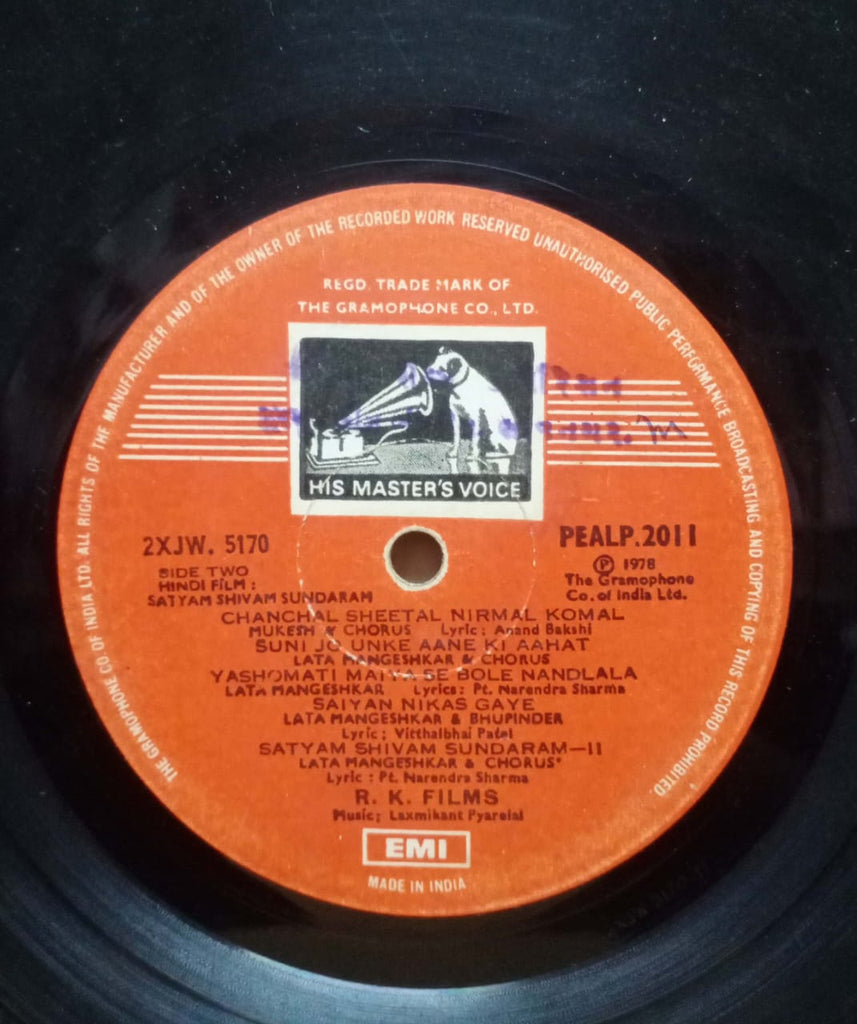 THE GRAMOPHONE CO. OF INDIA LTD. ALL RIGHTS OF THE MANUFACTURER AND OF THE OWNER OF THE RECORDED WORK RESERVED UNAUTHORISED PUBLIC PERFORMANCE BROADCASTING AND COPYING OF THIS RECORD PROHIBITED.
REGD. TRADE MARK OF
THE GRAMOPHONE CO., LTD.
HIS MASTER'S VOICE
2XJW. 5170
PEALP.2011
SIDE TWO
HINDI FILM :
SATYAM SHIVAM SUNDARAM
℗ 1978
The Gramophone
Co. of India Ltd.
CHANCHAL SHEETAL NIRMAL KOMAL
MUKESH & CHORUS Lyric: Anand Bakshi
SUNI JO UNKE AANE KI AAHAT
LATA MANGESHKAR & CHORUS
YASHOMATI MAIYA SE BOLE NANDLALA
LATA MANGESHKAR Lyrics: Pt. Narendra Sharma
SAIYAN NIKAS GAYE
LATA MANGESHKAR & BHUPINDER
Lyric: Vitthalbhai Patel
SATYAM SHIVAM SUNDARAM—II
LATA MANGESHKAR & CHORUS
Lyric : Pt. Narendra Sharma
R. K. FILMS
Music: Laxmikant Pyarelal
EMI
MADE IN INDIA